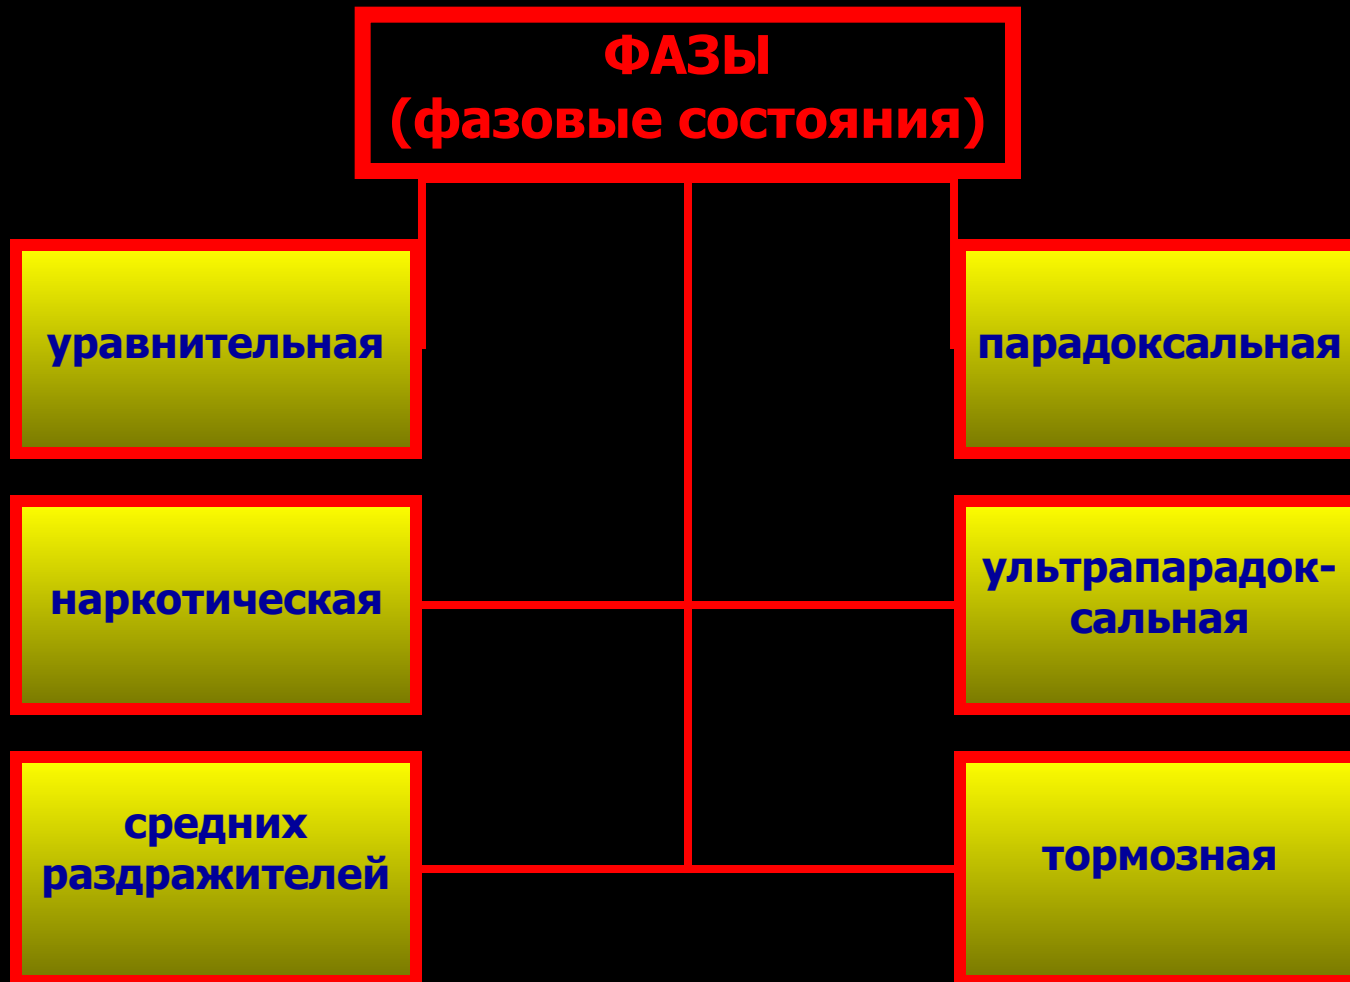 ФАЗЫ
(фазовые состояния)
уравнительная
парадоксальная
наркотическая
ультрапарадок-
сальная
средних
раздражителей
тормозная